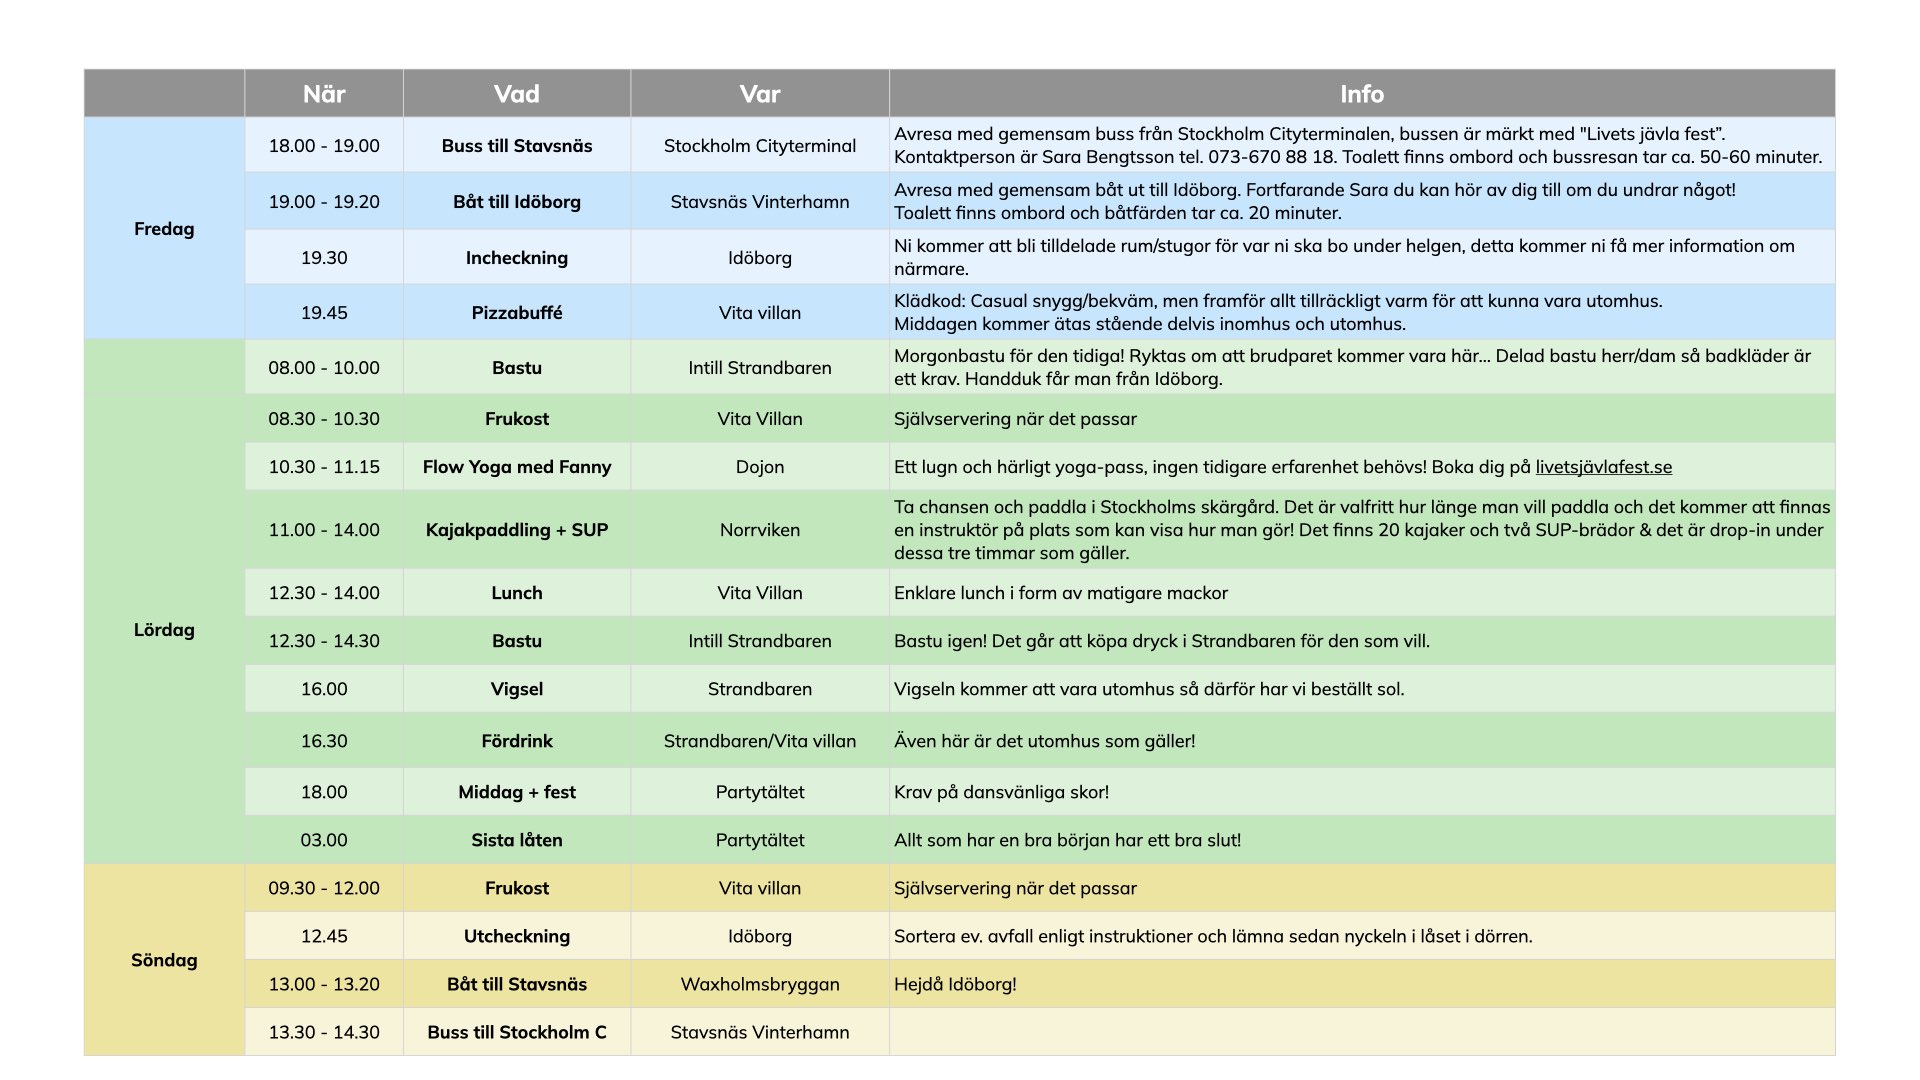 När Vad Var Info
Fredag
18.00 - 19.00 Buss till Stavsnäs Stockholm Cityterminal Avresa med gemensam buss från Stockholm Cityterminalen, bussen är märkt med "Livets jävla fest”.
Kontaktperson är Sara Bengtsson tel. 073-670 88 18. Toalett finns ombord och bussresan tar ca. 50-60 minuter.
19.00 - 19.20 Båt till Idöborg Stavsnäs Vinterhamn Avresa med gemensam båt ut till Idöborg. Fortfarande Sara du kan hör av dig till om du undrar något!
Toalett finns ombord och båtfärden tar ca. 20 minuter.
19.30 Incheckning Idöborg Ni kommer att bli tilldelade rum/stugor för var ni ska bo under helgen, detta kommer ni få mer information om
närmare.
19.45 Pizzabuffé Vita villan Klädkod: Casual snygg/bekväm, men framför allt tillräckligt varm för att kunna vara utomhus.
Middagen kommer ätas stående delvis inomhus och utomhus.
08.00 - 10.00 Bastu Intill Strandbaren Morgonbastu för den tidiga! Ryktas om att brudparet kommer vara här... Delad bastu herr/dam så badkläder är
ett krav. Handduk får man från Idöborg.
Lördag
08.30 - 10.30 Frukost Vita Villan Självservering när det passar
10.30 - 11.15 Flow Yoga med Fanny Dojon Ett lugn och härligt yoga-pass, ingen tidigare erfarenhet behövs! Boka dig på livetsjävlafest.se
11.00 - 14.00 Kajakpaddling + SUP Norrviken Ta chansen och paddla i Stockholms skärgård. Det är valfritt hur länge man vill paddla och det kommer att finnas
en instruktör på plats som kan visa hur man gör! Det finns 20 kajaker och två SUP-brädor & det är drop-in under
dessa tre timmar som gäller.
12.30 - 14.00 Lunch Vita Villan Enklare lunch i form av matigare mackor
12.30 - 14.30 Bastu Intill Strandbaren Bastu igen! Det går att köpa dryck i Strandbaren för den som vill.
16.00 Vigsel Strandbaren Vigseln kommer att vara utomhus så därför har vi beställt sol.
16.30 Fördrink Strandbaren/Vita villan Även här är det utomhus som gäller!
18.00 Middag + fest Partytältet Krav på dansvänliga skor!
03.00 Sista låten Partytältet Allt som har en bra början har ett bra slut!
Söndag
09.30 - 12.00 Frukost Vita villan Självservering när det passar
12.45 Utcheckning Idöborg Sortera ev. avfall enligt instruktioner och lämna sedan nyckeln i låset i dörren.
13.00 - 13.20 Båt till Stavsnäs Waxholmsbryggan Hejdå Idöborg!
13.30 - 14.30 Buss till Stockholm C Stavsnäs Vinterhamn